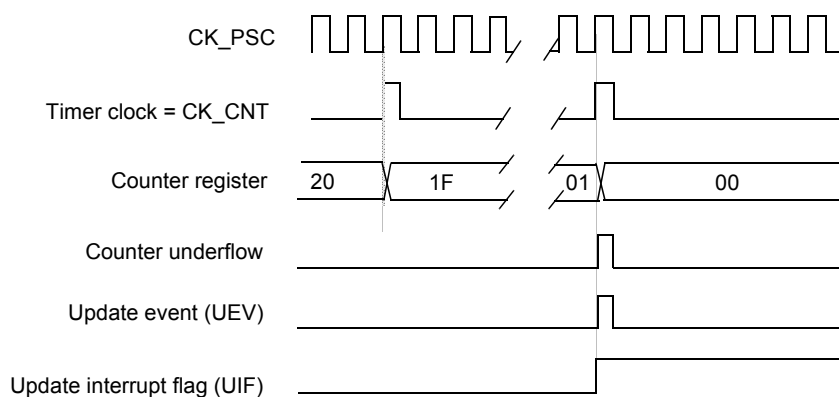 CK_PSC
Timer clock = CK_CNT
Counter register
20
1F
01
00
Counter underflow
Update event (UEV)
Update interrupt flag (UIF)